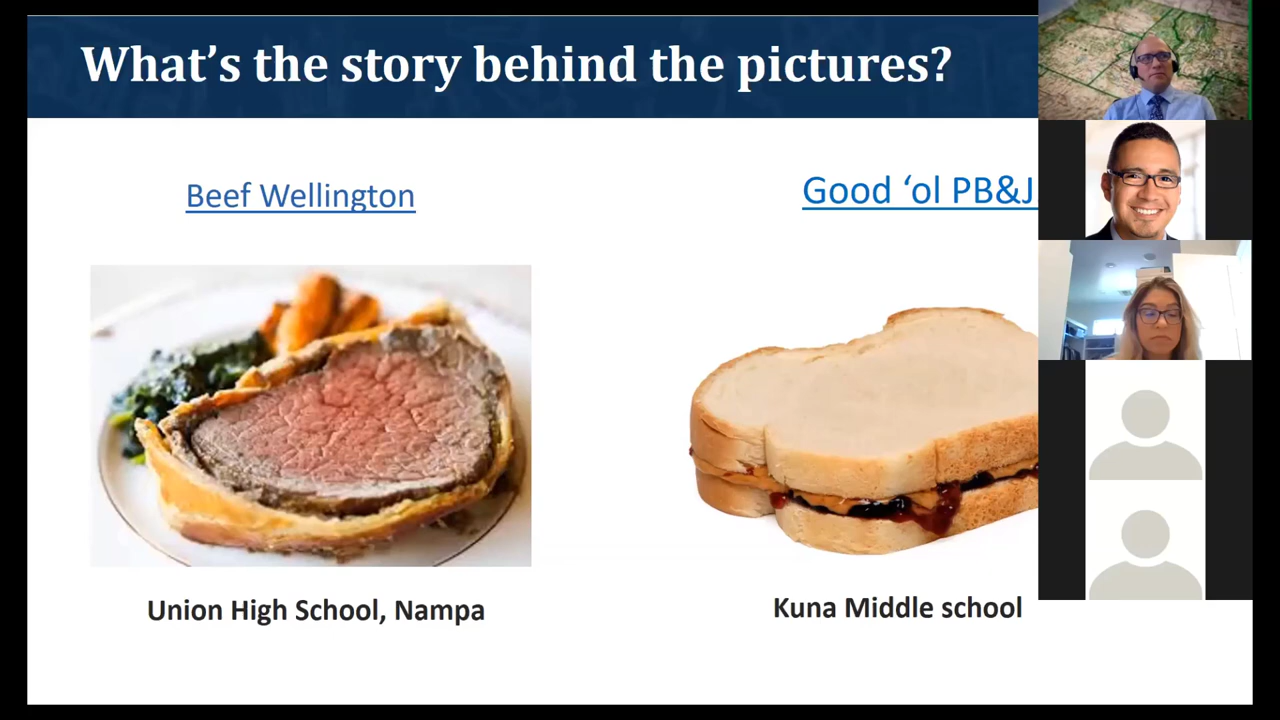 What’s the story behind the pictures?
Beef Wellington
Good ‘ol PB&J
Union High School, Nampa
Kuna Middle school